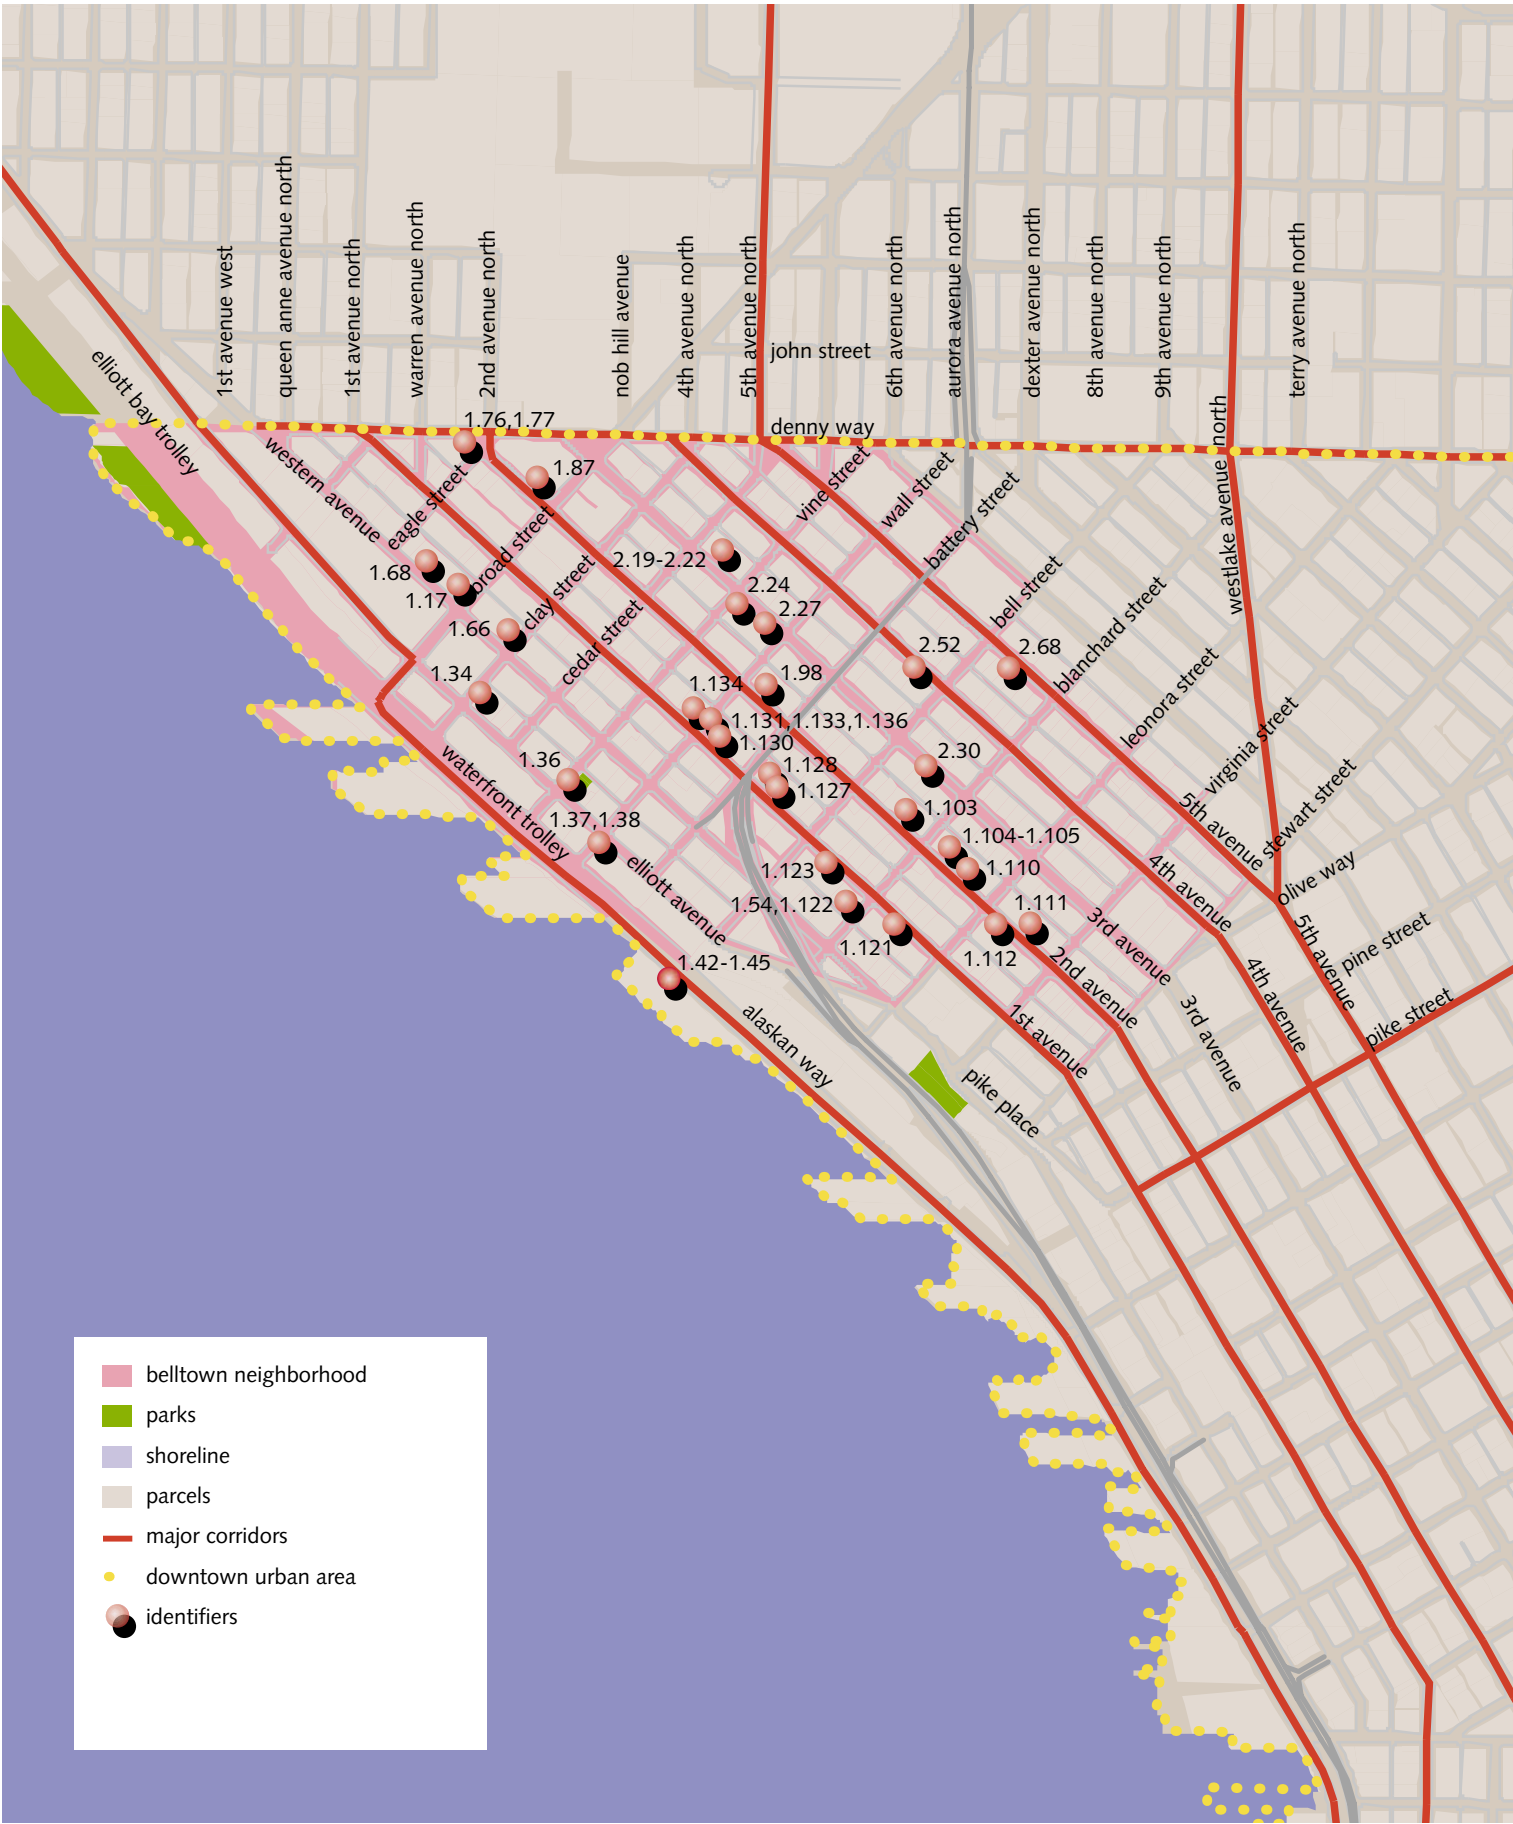 1st avenue west
queen anne avenue north
1st avenue north
warren avenue north
2nd avenue north
nob hill avenue
4th avenue north
5th avenue north
6th avenue north
aurora avenue north
dexter avenue north
8th avenue north
9th avenue north
westlake avenue north
terry avenue north
john street
denny way
elliott bay trolley
western avenue
eagle street
broad street
clay street
cedar street
vine street
wall street
battery street
bell street
blanchard street
leonora street
virginia street
stewart street
olive way
pine street
pike street
1.76,1.77
1.87
1.68
1.17
1.66
1.34
2.19-2.22
2.24
2.27
2.52
2.68
1.98
1.134
1.131,1.133,1.136
1.130
1.128
1.127
2.30
1.36
1.37,1.38
1.103
1.104-1.105
1.110
1.123
1.54,1.122
1.111
1.121
1.112
1.42-1.45
waterfront trolley
elliott avenue
alaskan way
pike place
1st avenue
2nd avenue
3rd avenue
3rd avenue
4th avenue
4th avenue
5th avenue
5th avenue
belltown neighborhood
parks
shoreline
parcels
major corridors
downtown urban area
identifiers